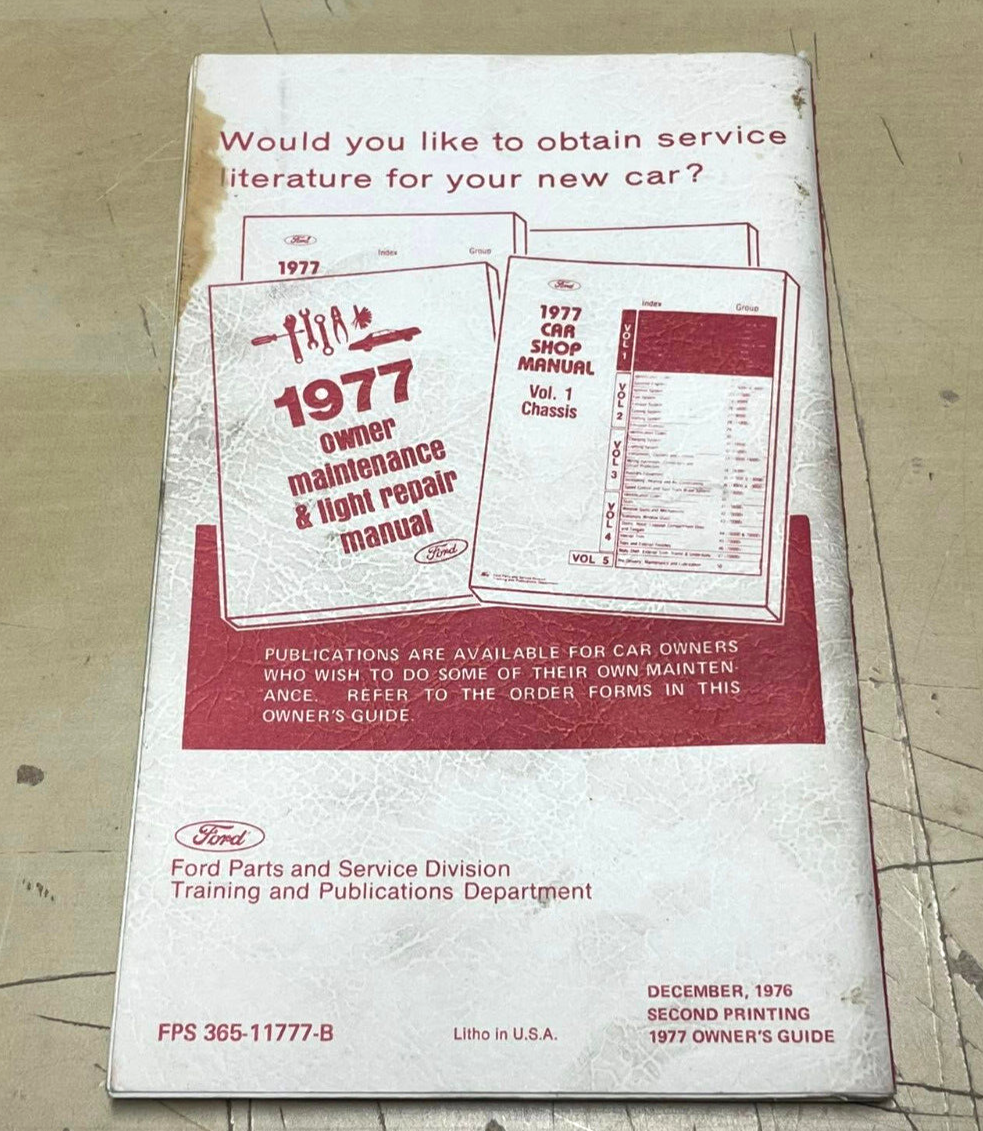 Would you like to obtain service
literature for your new car?
Ford
Index
Group
1977
1977
owner
maintenance
& light repair
manual
Ford
Ford
1977
CAR
SHOP
MANUAL
Vol. 1
Chassis
Index
Group
VOL 1
VOL 2
VOL 3
VOL 4
VOL 5
PUBLICATIONS ARE AVAILABLE FOR CAR OWNERS
WHO WISH TO DO SOME OF THEIR OWN MAINTEN-
ANCE. REFER TO THE ORDER FORMS IN THIS
OWNER'S GUIDE.
Ford
Ford Parts and Service Division
Training and Publications Department
FPS 365-11777-B
Litho in U.S.A.
DECEMBER, 1976
SECOND PRINTING
1977 OWNER'S GUIDE